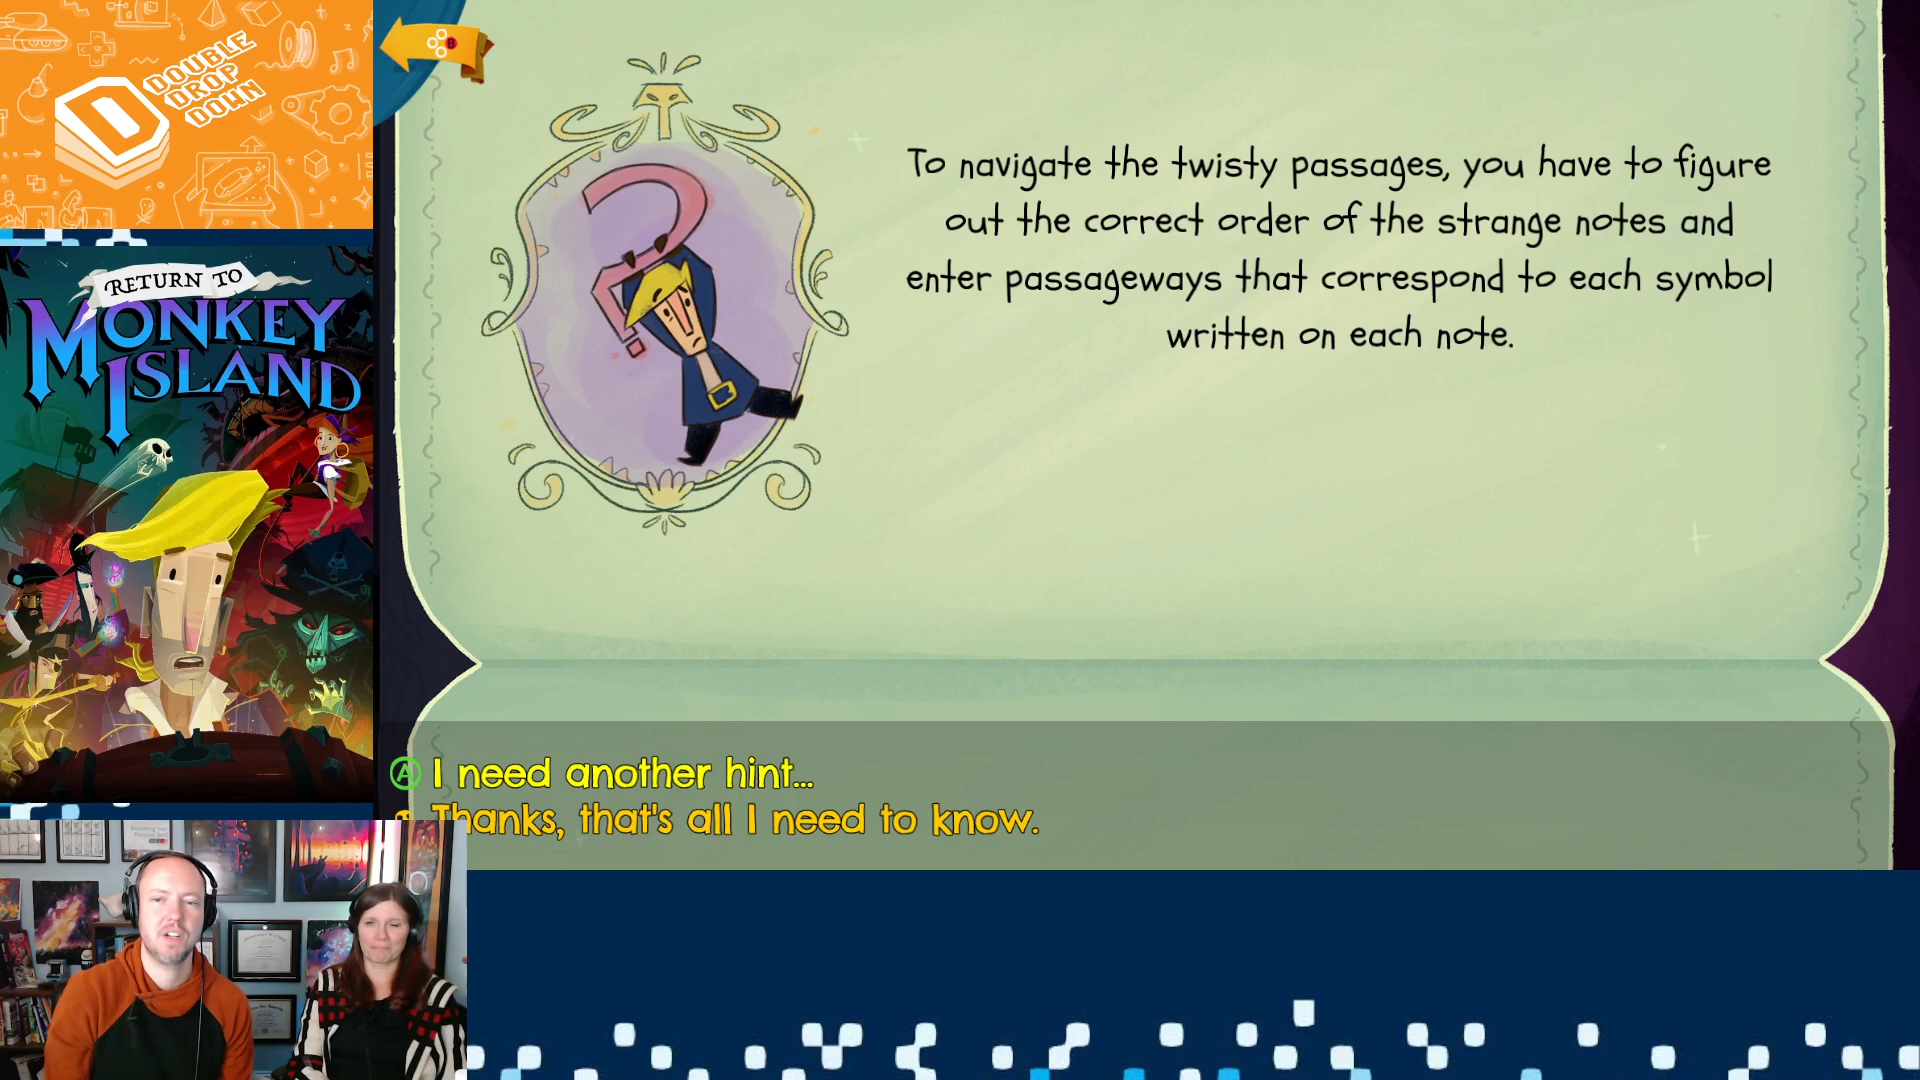 DOUBLE
DROP
DOWN
RETURN TO
MONKEY
ISLAND
B
To navigate the twisty passages, you have to figure
out the correct order of the strange notes and
enter passageways that correspond to each symbol
written on each note.
A I need another hint...
Thanks, that's all I need to know.